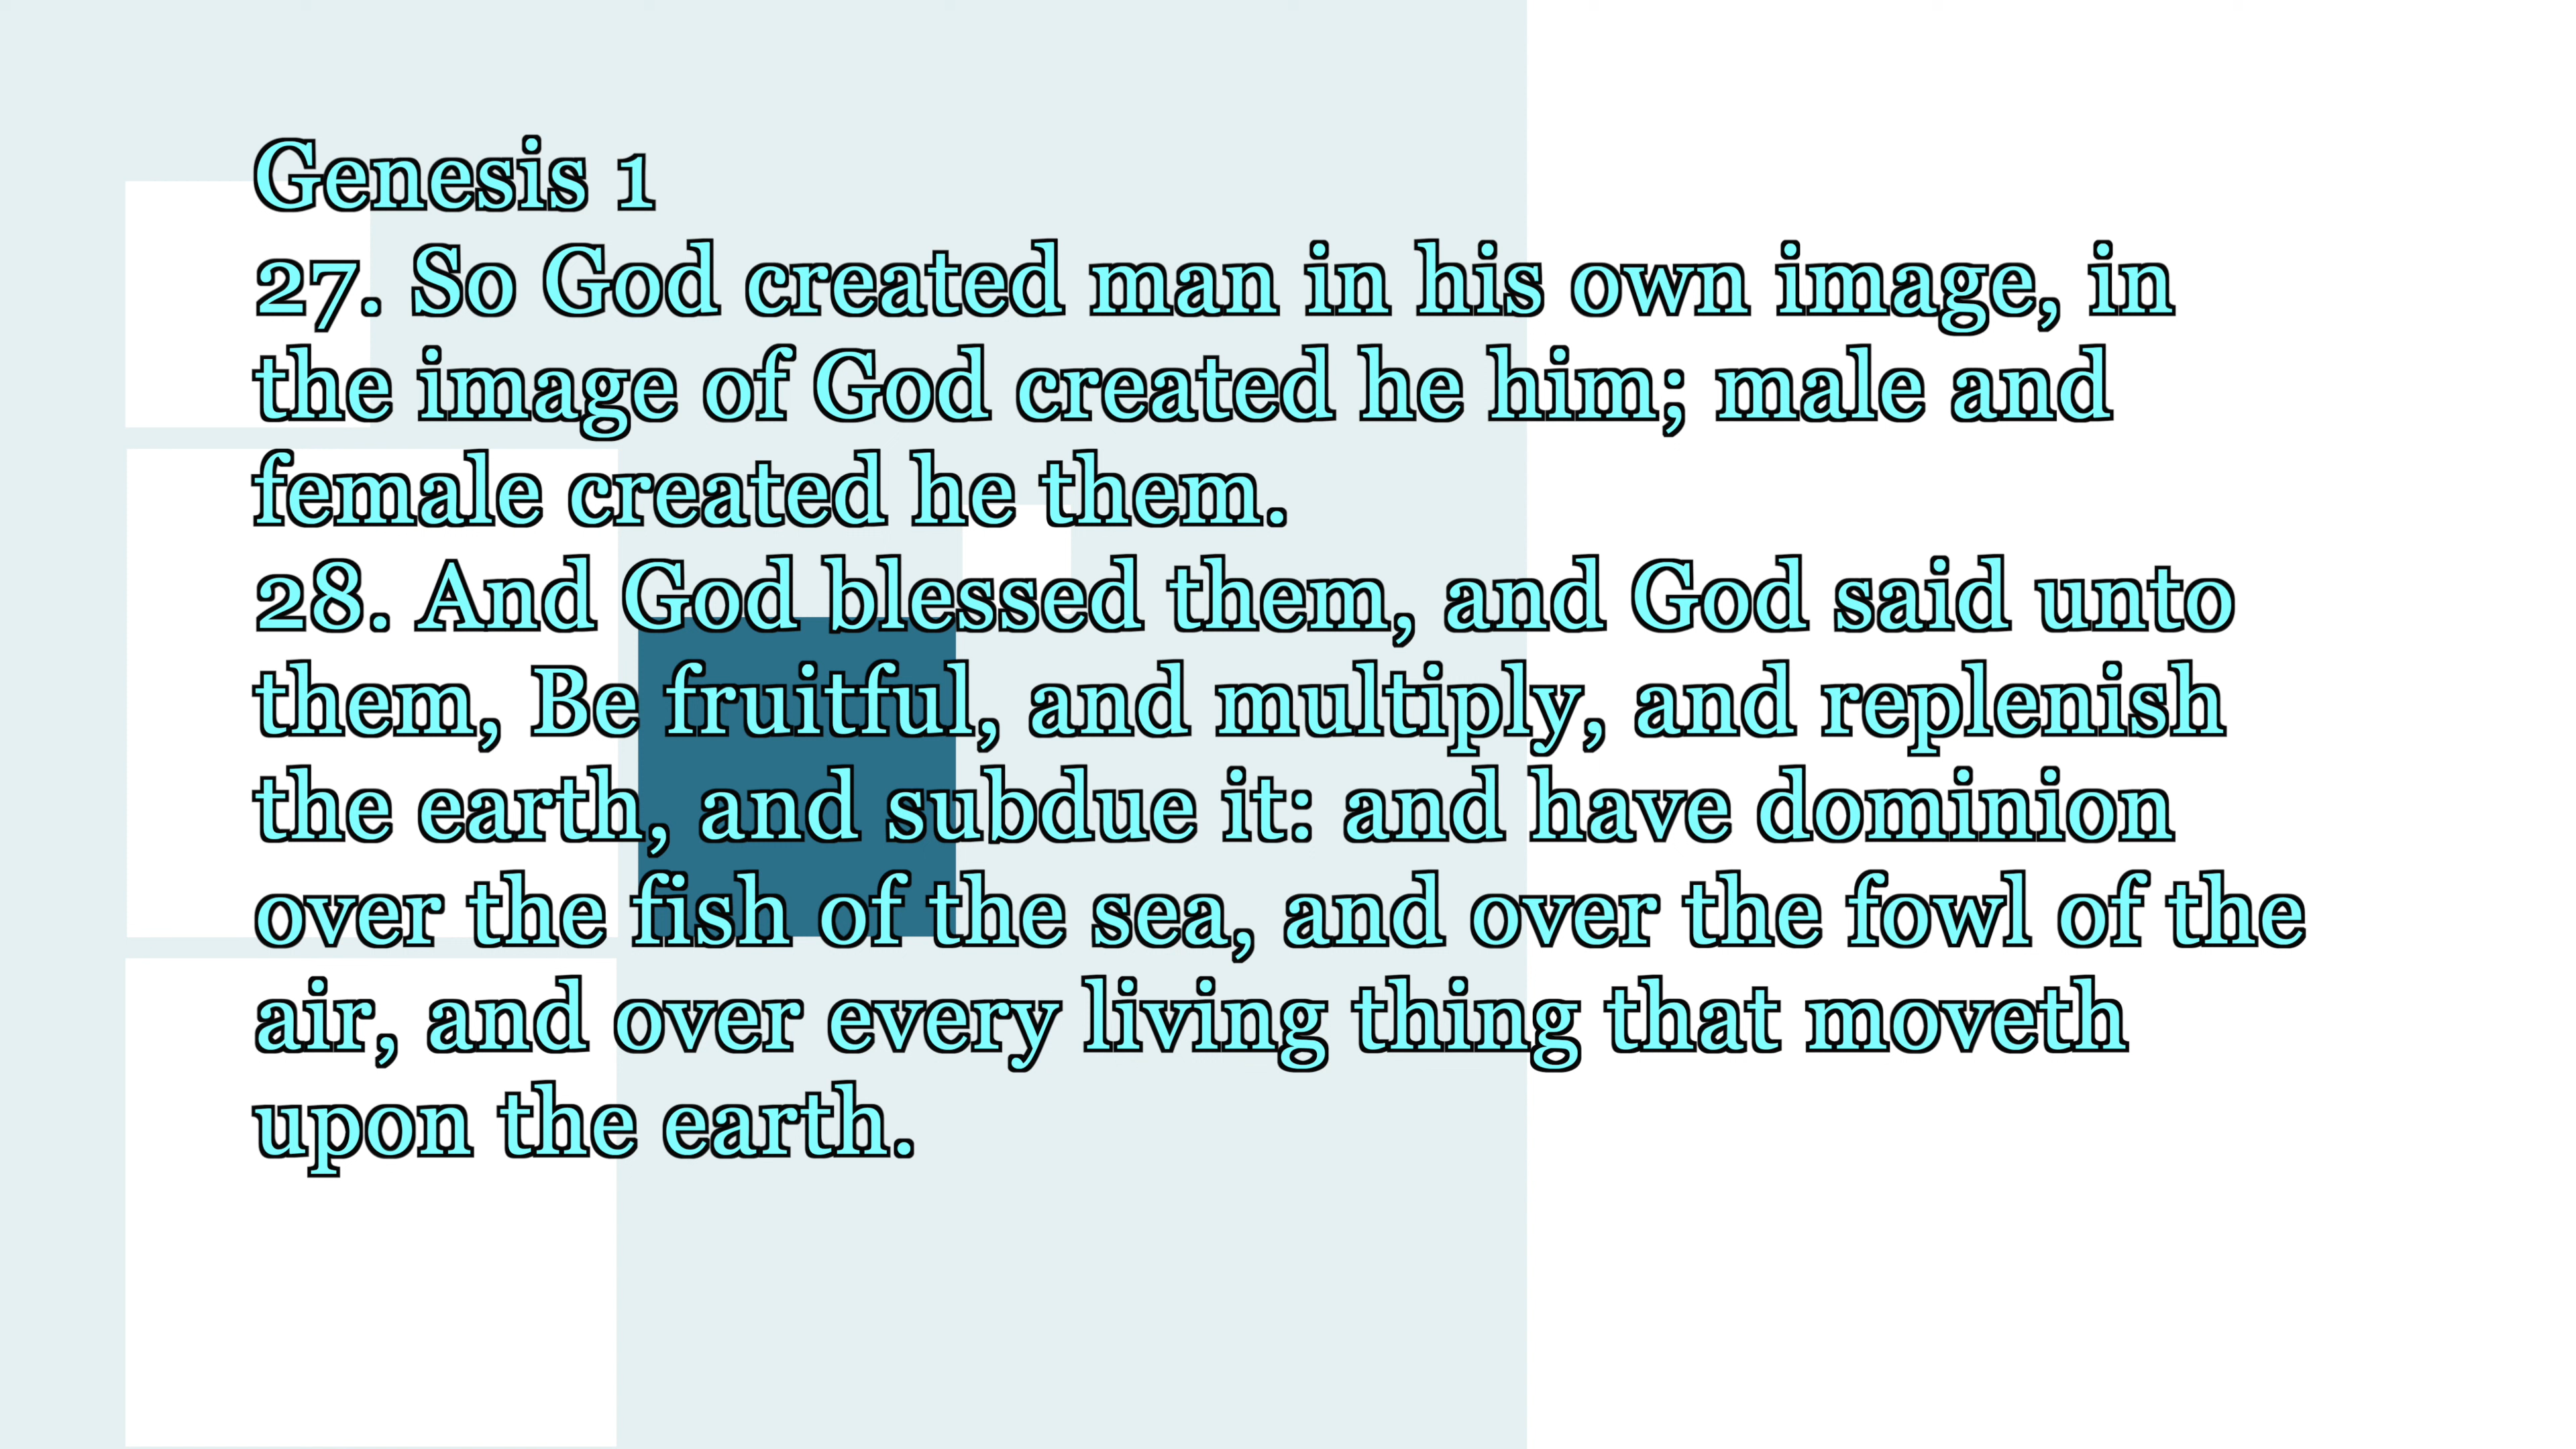 Genesis 1
27. So God created man in his own image, in
the image of God created he him; male and
female created he them.
28. And God blessed them, and God said unto
them, Be fruitful, and multiply, and replenish
the earth, and subdue it: and have dominion
over the fish of the sea, and over the fowl of the
air, and over every living thing that moveth
upon the earth.